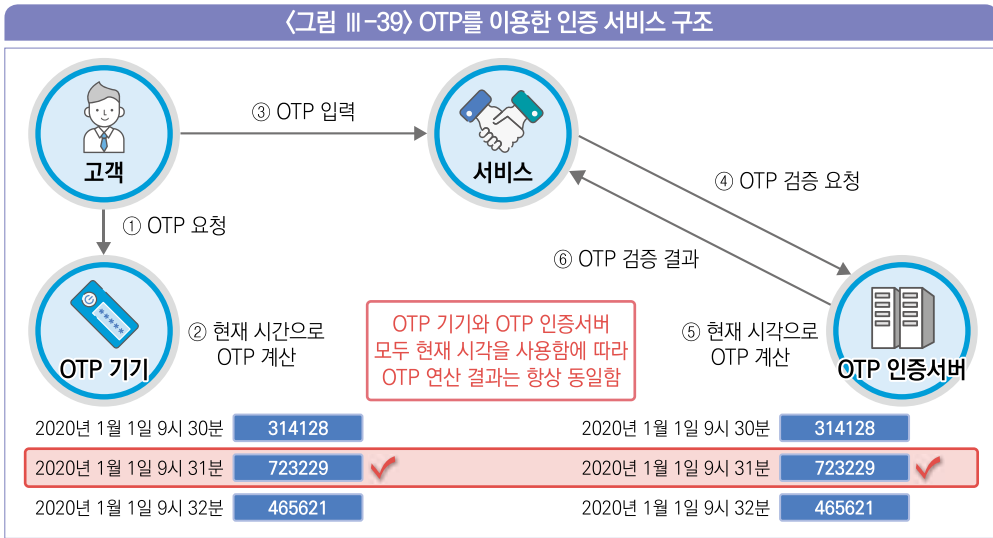 〈그림 Ⅲ-39〉 OTP를 이용한 인증 서비스 구조
고객
③ OTP 입력
서비스
④ OTP 검증 요청
① OTP 요청
⑥ OTP 검증 결과
OTP 기기
② 현재 시간으로
OTP 계산
OTP 기기와 OTP 인증서버
모두 현재 시각을 사용함에 따라
OTP 연산 결과는 항상 동일함
⑤ 현재 시각으로
OTP 계산
OTP 인증서버
2020년 1월 1일 9시 30분 314128
2020년 1월 1일 9시 30분 314128
2020년 1월 1일 9시 31분 723229
2020년 1월 1일 9시 31분 723229
2020년 1월 1일 9시 32분 465621
2020년 1월 1일 9시 32분 465621